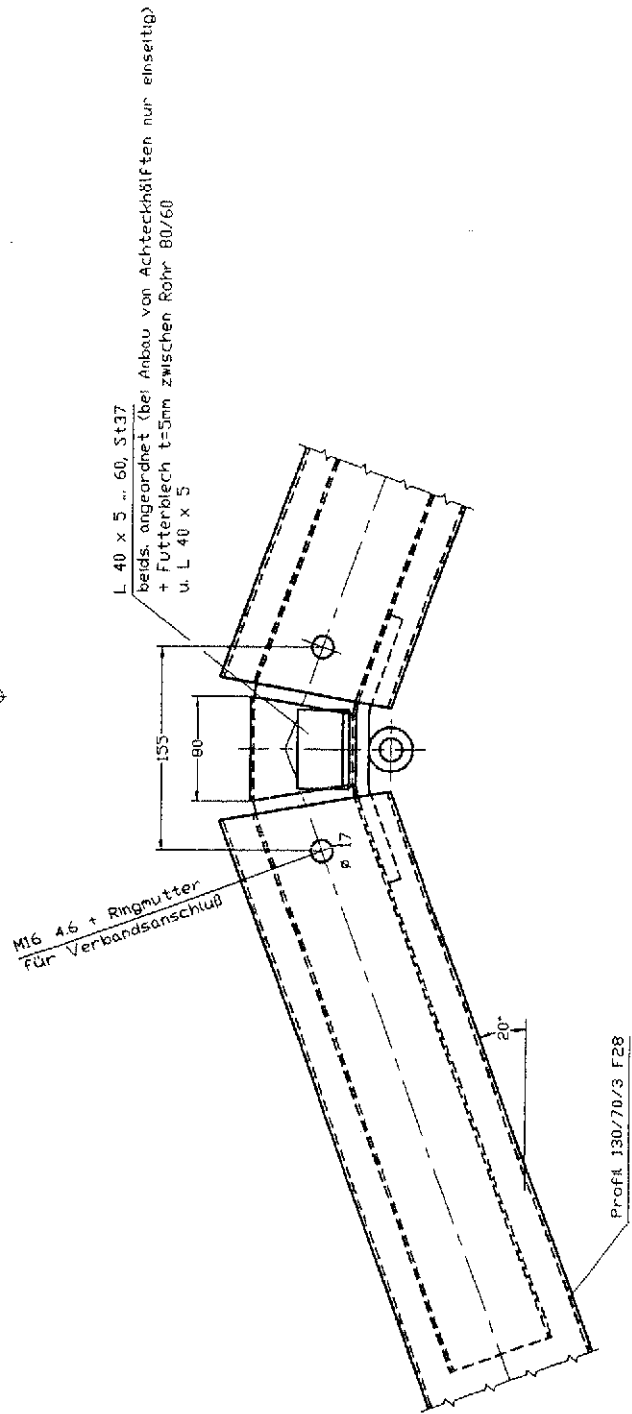 L 40 x 5 .. 60, St37
beids. angeordnet (bei Anbau von Achteckhälften nur einseitig)
+ Futterblech t=5mm zwischen Rohr 80/60
u. L 40 x 5
155
80
M16 4.6 + Ringmutter
für Verbandsanschluß
ø 17
20°
Profil 130/70/3 F28